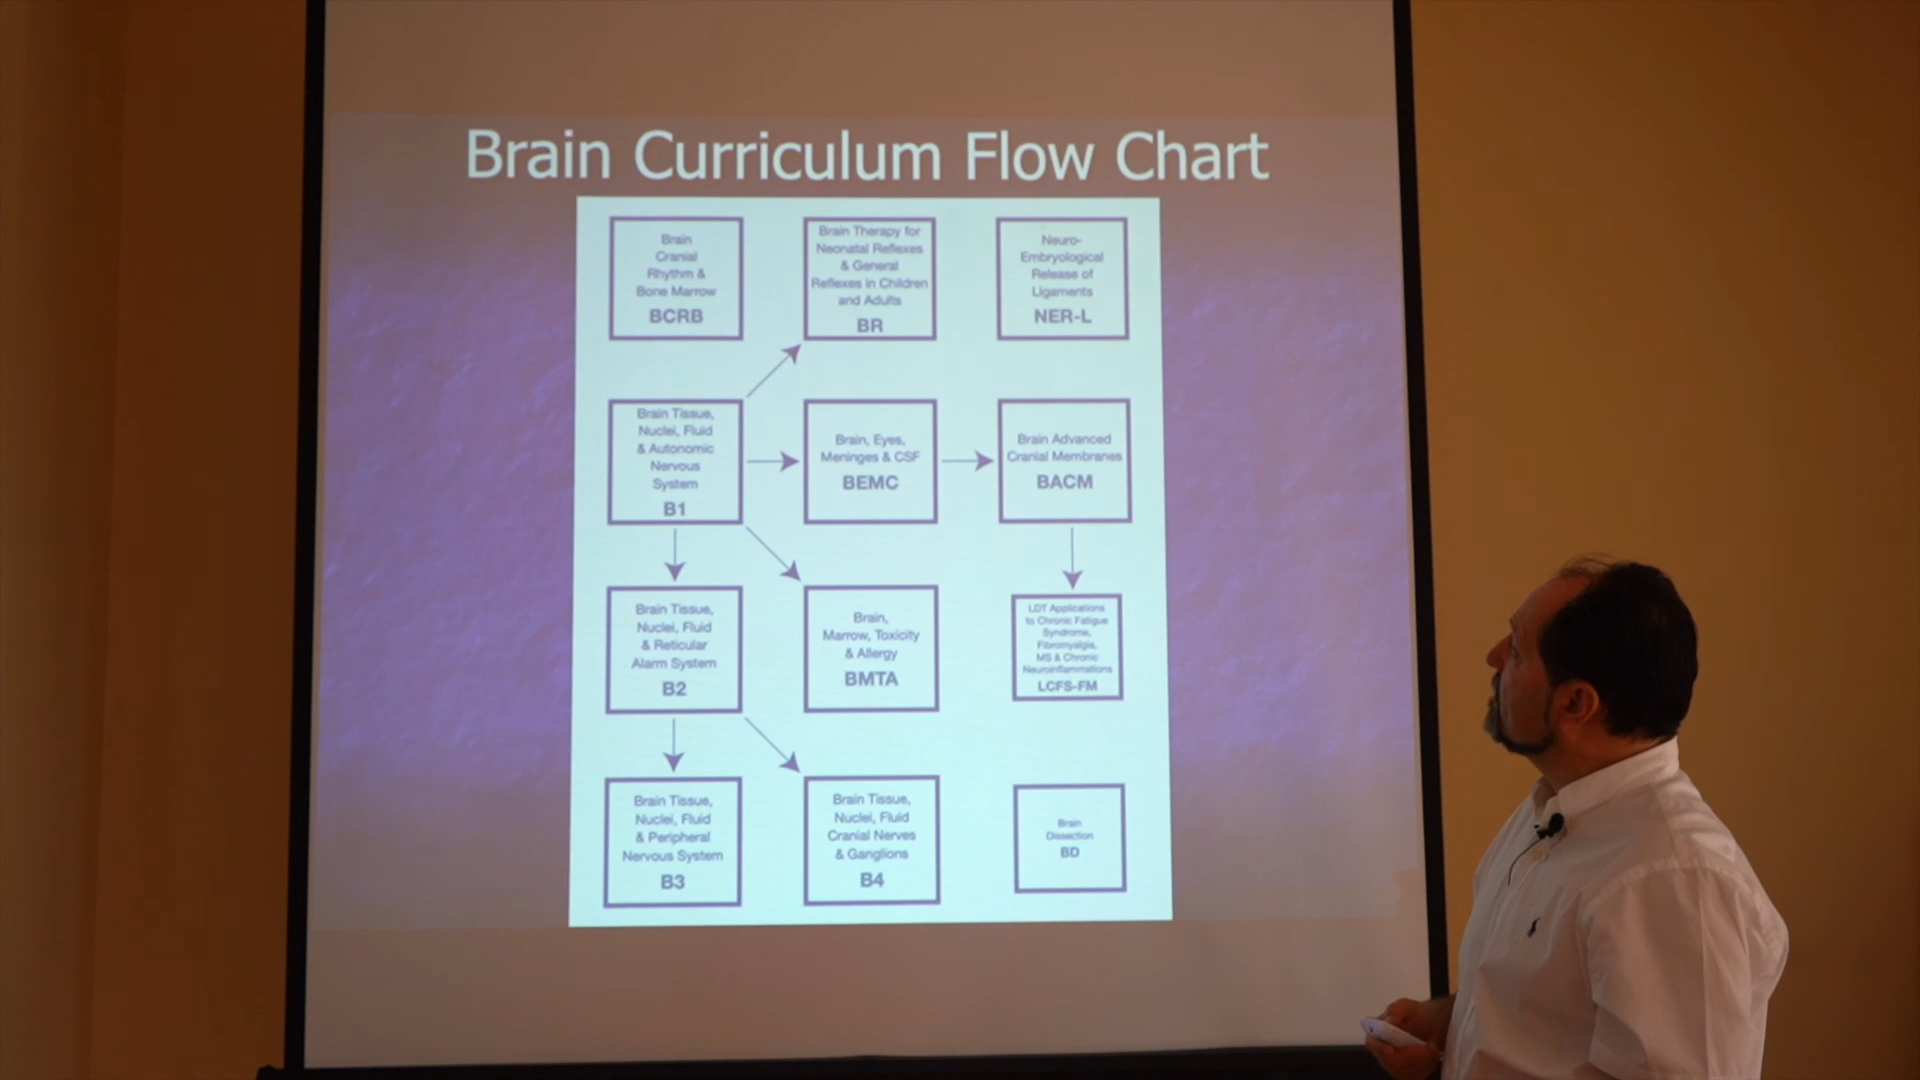 Brain Curriculum Flow Chart
Brain
Cranial
Rhythm &
Bone Marrow
BCRB
Brain Therapy for
Neonatal Reflexes
& General
Reflexes in Children
and Adults
BR
Neuro-
Embryological
Release of
Ligaments
NER-L
Brain Tissue,
Nuclei, Fluid
& Autonomic
Nervous
System
B1
Brain, Eyes,
Meninges & CSF
BEMC
Brain Advanced
Cranial Membranes
BACM
Brain Tissue,
Nuclei, Fluid
& Reticular
Alarm System
B2
Brain,
Marrow, Toxicity
& Allergy
BMTA
LDT Applications
to Chronic Fatigue
Syndrome,
Fibromyalgia,
MS & Chronic
Neuroinflammations
LCFS-FM
Brain Tissue,
Nuclei, Fluid
& Peripheral
Nervous System
B3
Brain Tissue,
Nuclei, Fluid
Cranial Nerves
& Ganglions
B4
Brain
Dissection
BD